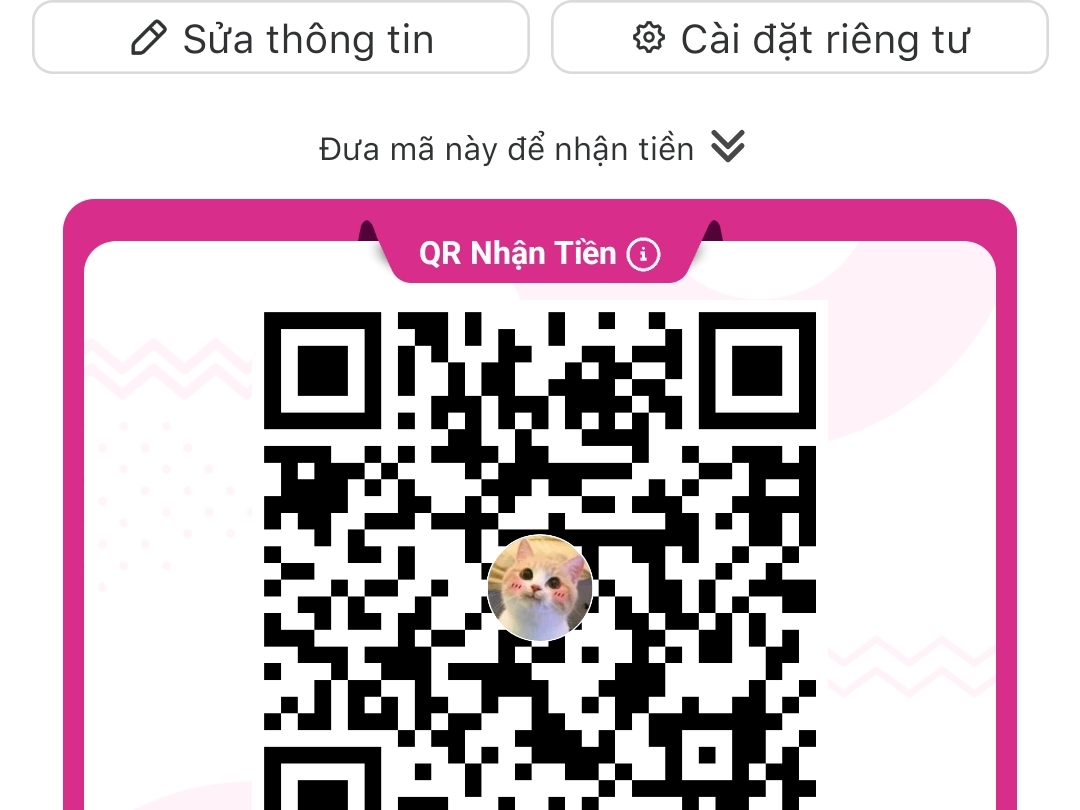 Sửa thông tin
Cài đặt riêng tư
Đưa mã này để nhận tiền
QR Nhận Tiền